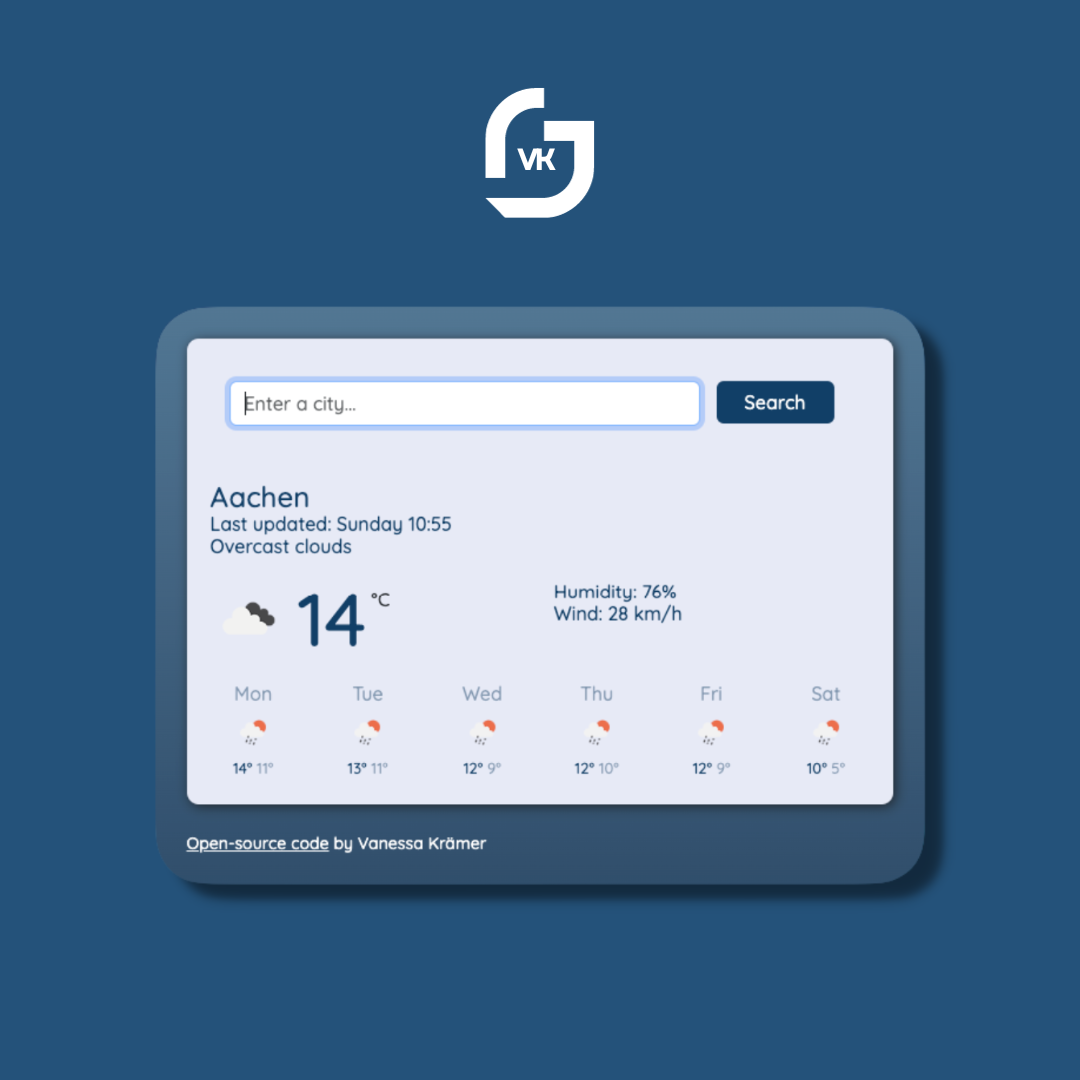 VK
Enter a city...
Search
Aachen
Last updated: Sunday 10:55
Overcast clouds
14 °C
Humidity: 76%
Wind: 28 km/h
Mon Tue Wed Thu Fri Sat
14° 11° 13° 11° 12° 9° 12° 10° 12° 9° 10° 5°
Open-source code by Vanessa Krämer